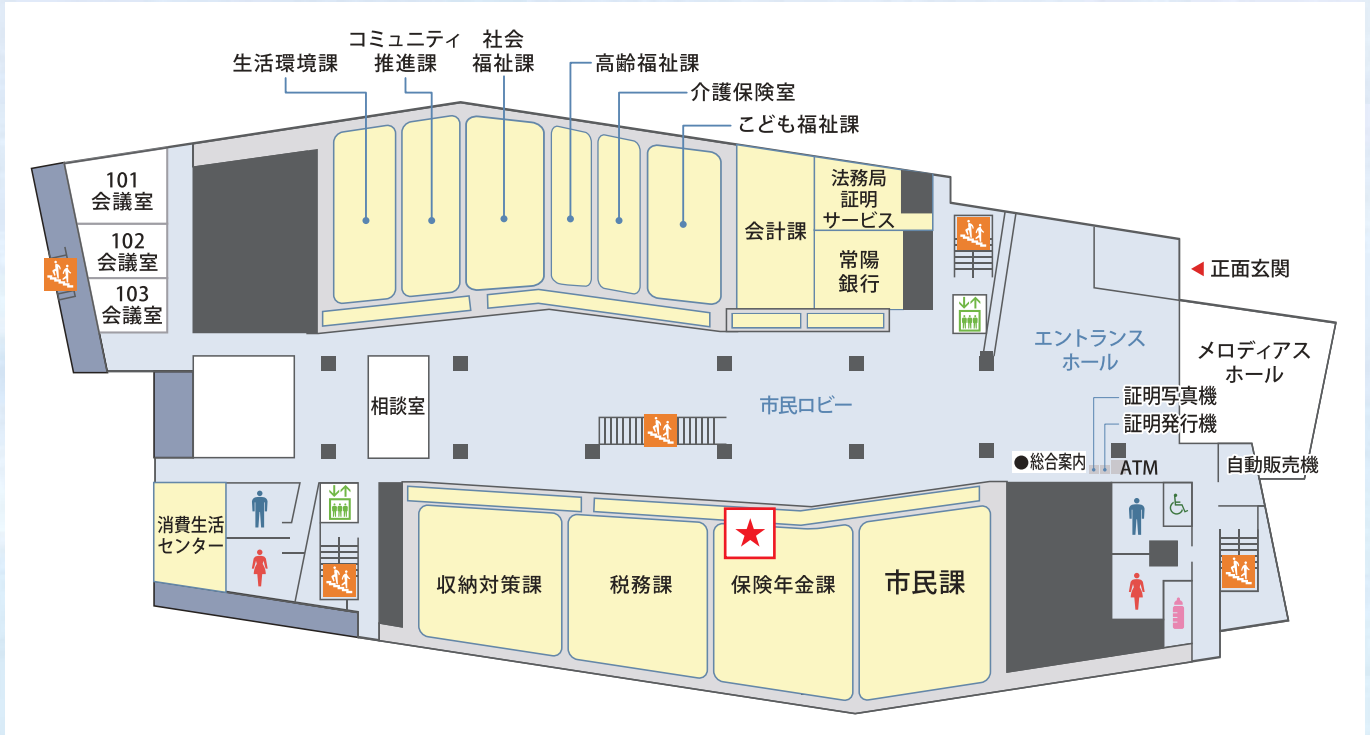 コミュニティ
推進課
社会
福祉課
生活環境課
高齢福祉課
介護保険室
こども福祉課
101
会議室
102
会議室
103
会議室
会計課
法務局
証明
サービス
常陽
銀行
正面玄関
エントランス
ホール
メロディアス
ホール
相談室
市民ロビー
証明写真機
証明発行機
●総合案内
ATM
自動販売機
消費生活
センター
収納対策課
税務課
保険年金課
市民課